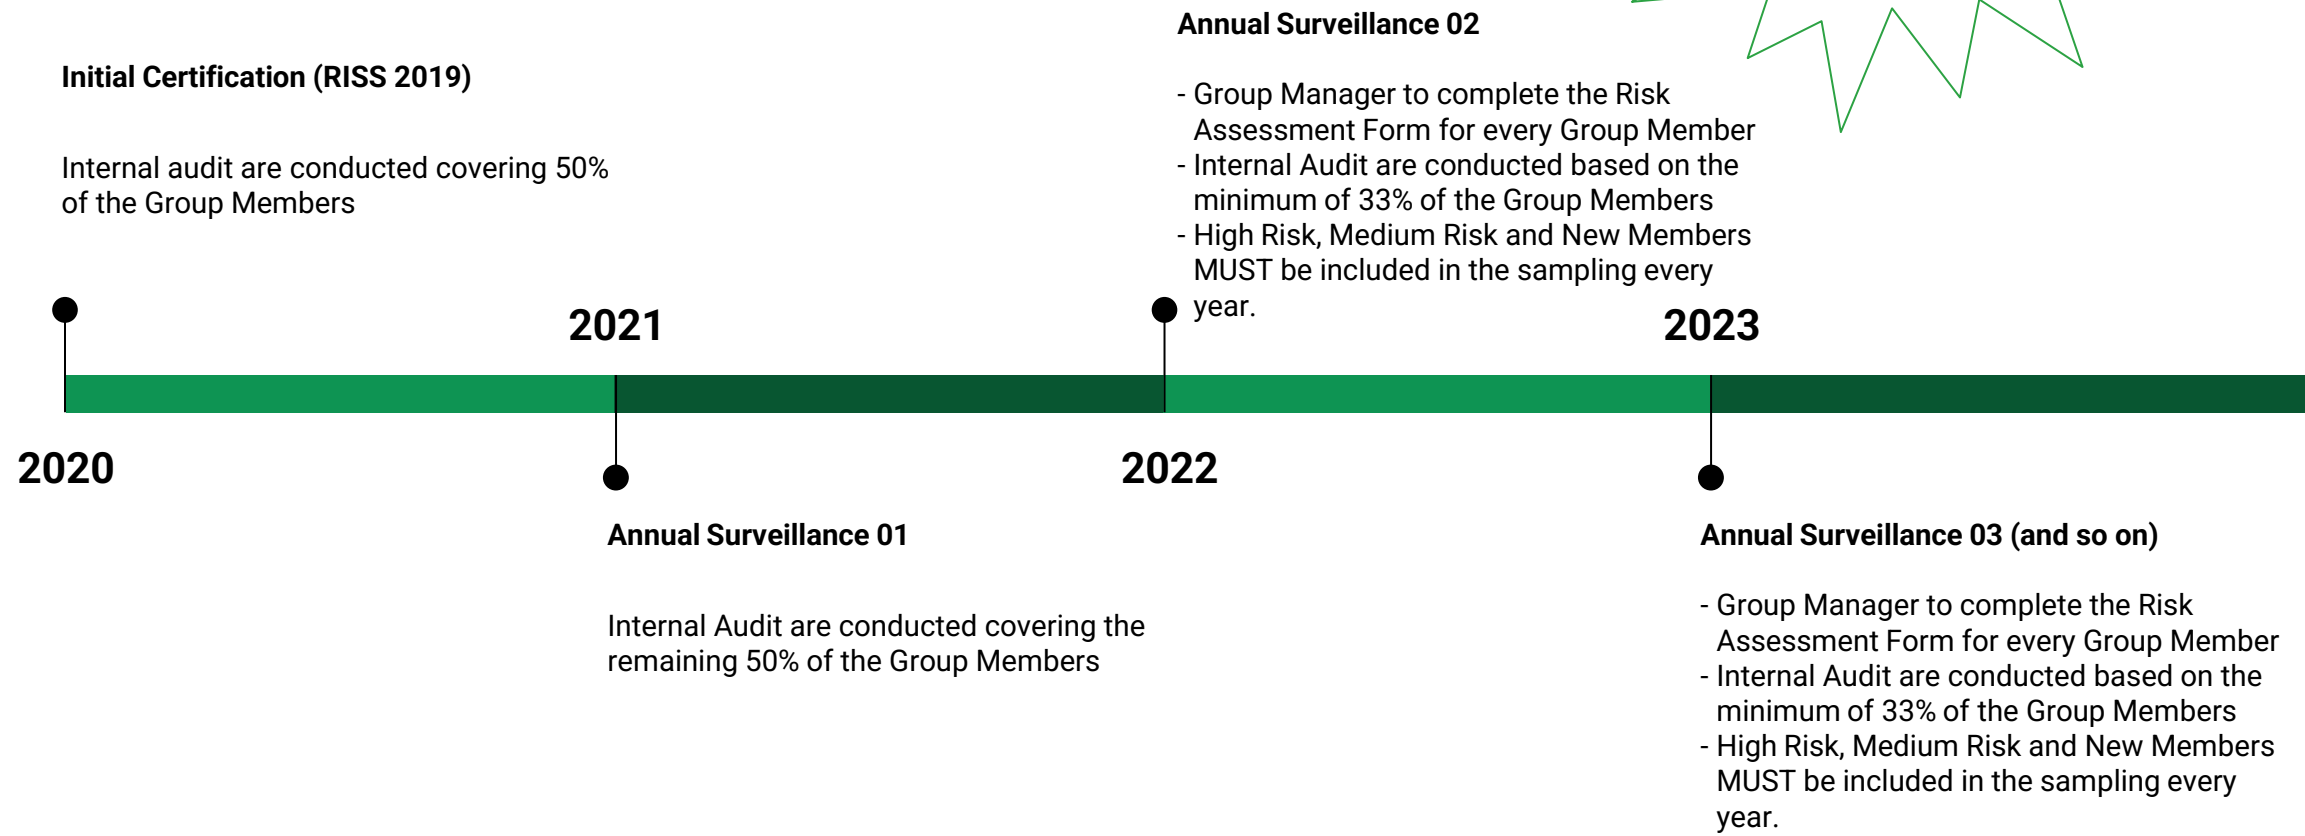 Initial Certification (RISS 2019)
Internal audit are conducted covering 50%
of the Group Members
Annual Surveillance 02
- Group Manager to complete the Risk
Assessment Form for every Group Member
- Internal Audit are conducted based on the
minimum of 33% of the Group Members
- High Risk, Medium Risk and New Members
MUST be included in the sampling every
year.
2021
2023
2020
2022
Annual Surveillance 01
Internal Audit are conducted covering the
remaining 50% of the Group Members
Annual Surveillance 03 (and so on)
- Group Manager to complete the Risk
Assessment Form for every Group Member
- Internal Audit are conducted based on the
minimum of 33% of the Group Members
- High Risk, Medium Risk and New Members
MUST be included in the sampling every
year.